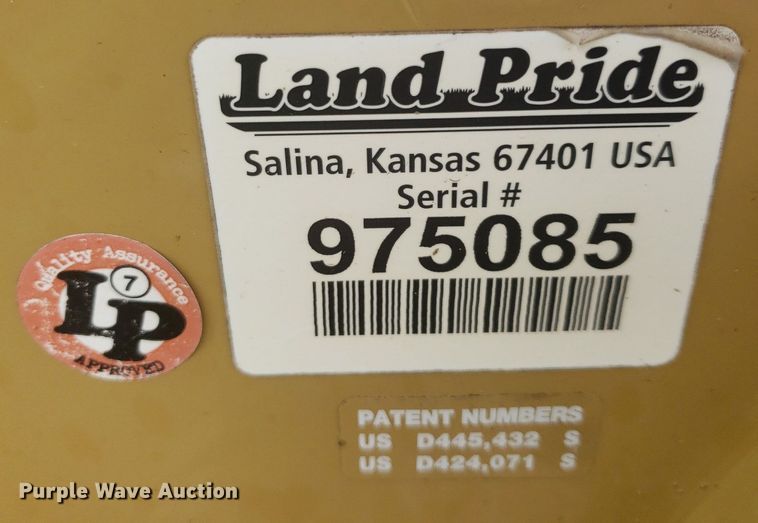 Land Pride
Salina, Kansas 67401 USA
Serial #
975085
Quality Assurance
7
LP
APPROVED
PATENT NUMBERS
US D445,432 S
US D424,071 S
Purple Wave Auction